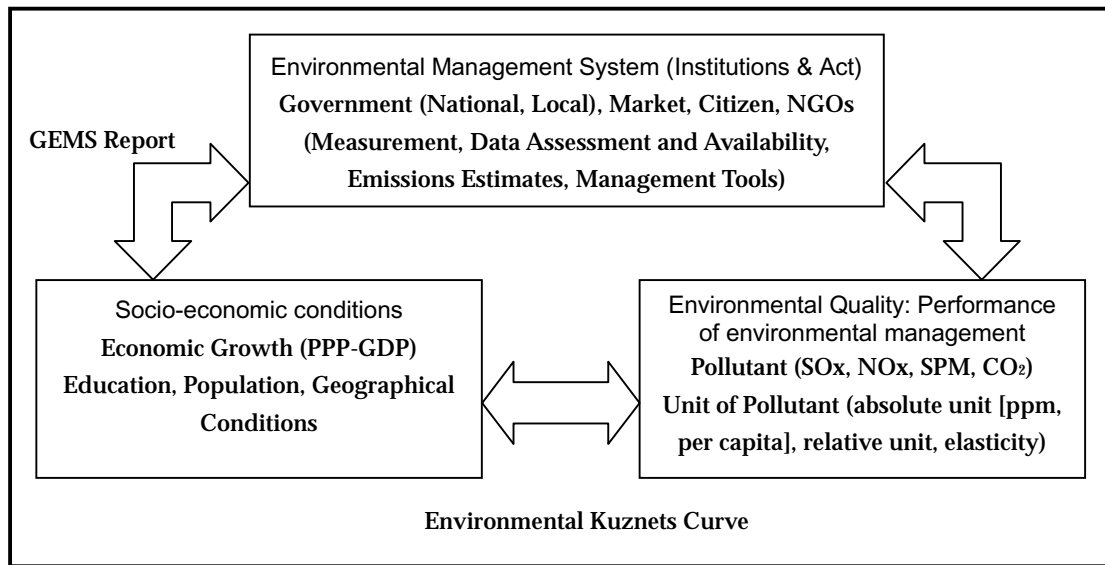 Environmental Management System (Institutions & Act)
Government (National, Local), Market, Citizen, NGOs
(Measurement, Data Assessment and Availability,
Emissions Estimates, Management Tools)
GEMS Report
Socio-economic conditions
Economic Growth (PPP-GDP)
Education, Population, Geographical
Conditions
Environmental Quality: Performance
of environmental management
Pollutant (SOx, NOx, SPM, CO₂)
Unit of Pollutant (absolute unit [ppm,
per capita], relative unit, elasticity)
Environmental Kuznets Curve